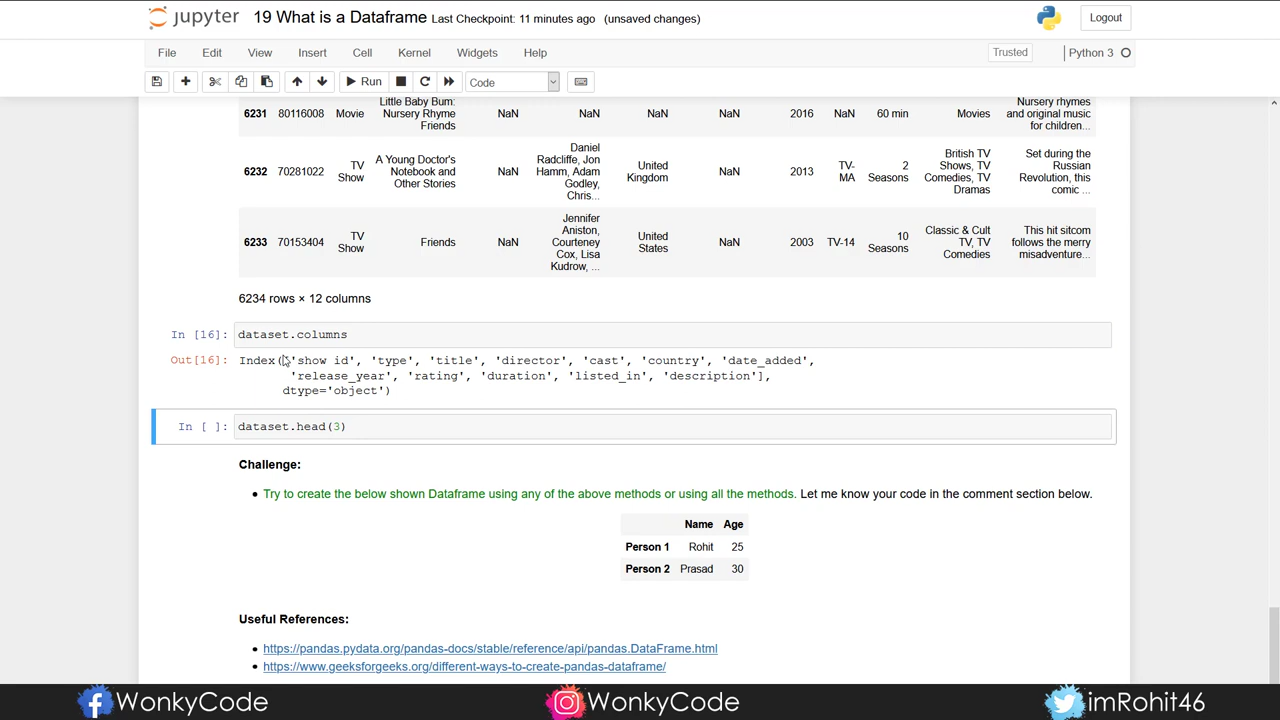 jupyter 19 What is a Dataframe Last Checkpoint: 11 minutes ago (unsaved changes) Logout
File Edit View Insert Cell Kernel Widgets Help Trusted Python 3
Run Code
6231 80116008 Movie Little Baby Bum: Nursery Rhyme Friends NaN NaN NaN NaN 2016 NaN 60 min Movies Nursery rhymes and original music for children...
6232 70281022 TV Show A Young Doctor's Notebook and Other Stories NaN Daniel Radcliffe, Jon Hamm, Adam Godley, Chris... United Kingdom NaN 2013 TV-MA 2 Seasons British TV Shows, TV Comedies, TV Dramas Set during the Russian Revolution, this comic ...
6233 70153404 TV Show Friends NaN Jennifer Aniston, Courteney Cox, Lisa Kudrow, ... United States NaN 2003 TV-14 10 Seasons Classic & Cult TV, TV Comedies This hit sitcom follows the merry misadventure...
6234 rows × 12 columns
In [16]: dataset.columns
Out[16]: Index(['show id', 'type', 'title', 'director', 'cast', 'country', 'date_added',
'release_year', 'rating', 'duration', 'listed_in', 'description'],
dtype='object')
In [ ]: dataset.head(3)
Challenge:
• Try to create the below shown Dataframe using any of the above methods or using all the methods. Let me know your code in the comment section below.
Name Age
Person 1 Rohit 25
Person 2 Prasad 30
Useful References:
• https://pandas.pydata.org/pandas-docs/stable/reference/api/pandas.DataFrame.html
• https://www.geeksforgeeks.org/different-ways-to-create-pandas-dataframe/
WonkyCode WonkyCode imRohit46